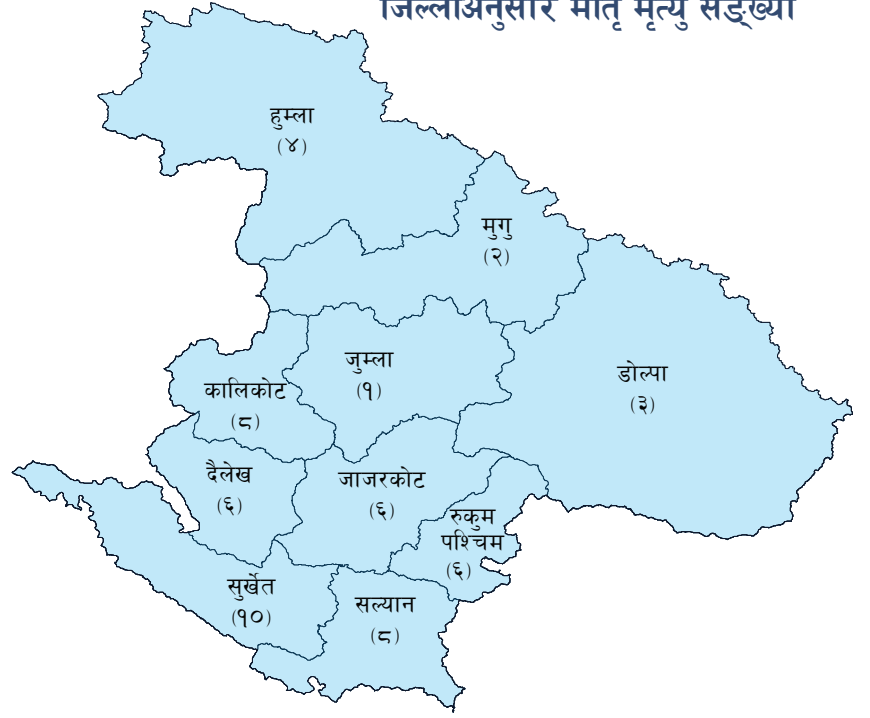 जिल्लाअनुसार मातृ मृत्यु सङ्ख्या
हुम्ला
(४)
मुगु
(२)
जुम्ला
(१)
डोल्पा
(३)
कालिकोट
(८)
दैलेख
(६)
जाजरकोट
(६)
रुकुम
पश्चिम
(६)
सुर्खेत
(१०)
सल्यान
(८)